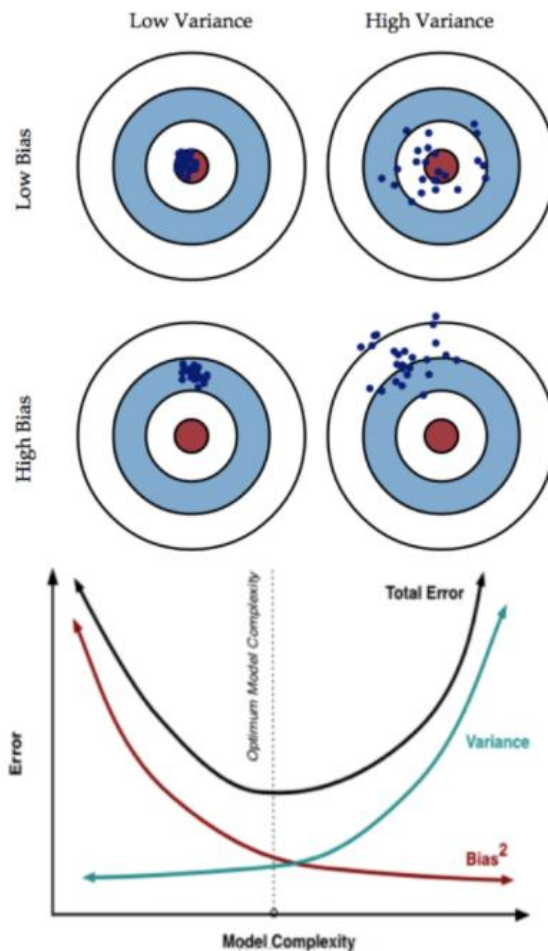 Low Variance
High Variance
Low Bias
High Bias
Optimum Model Complexity
Total Error
Variance
Bias²
Error
Model Complexity